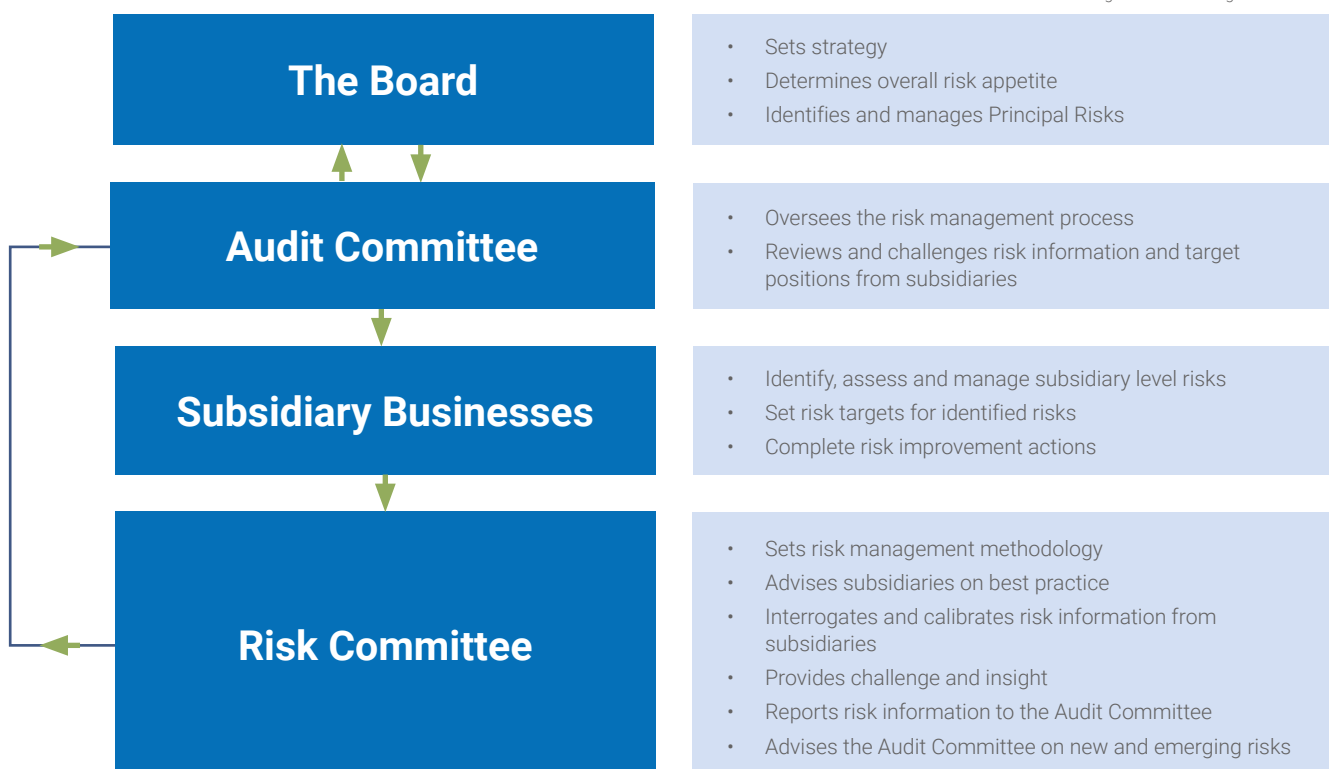 The Board
• Sets strategy
• Determines overall risk appetite
• Identifies and manages Principal Risks
Audit Committee
• Oversees the risk management process
• Reviews and challenges risk information and target
positions from subsidiaries
Subsidiary Businesses
• Identify, assess and manage subsidiary level risks
• Set risk targets for identified risks
• Complete risk improvement actions
Risk Committee
• Sets risk management methodology
• Advises subsidiaries on best practice
• Interrogates and calibrates risk information from
subsidiaries
• Provides challenge and insight
• Reports risk information to the Audit Committee
• Advises the Audit Committee on new and emerging risks